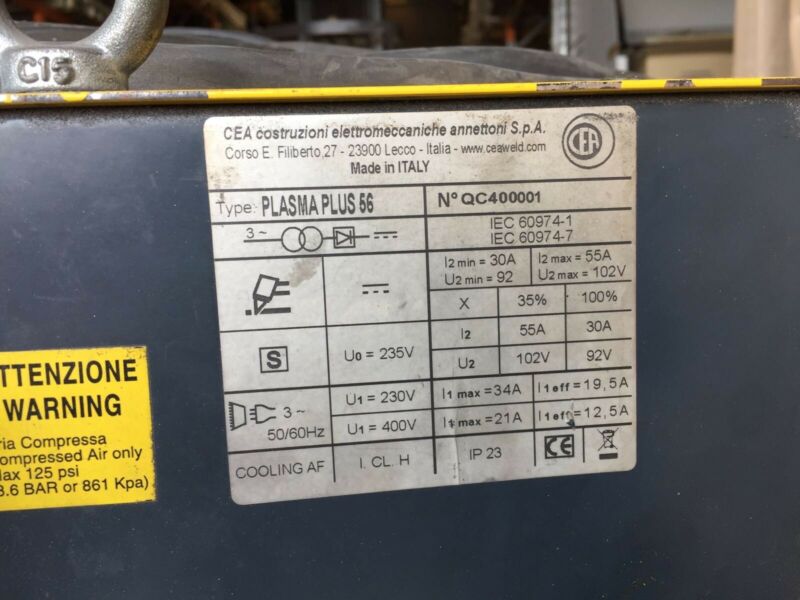 C15
CEA costruzioni elettromeccaniche annettoni S.p.A.
Corso E. Filiberto,27 - 23900 Lecco - Italia - www.ceaweld.com
Made in ITALY
CEA
Type: PLASMA PLUS 56
N° QC400001
3~
IEC 60974-1
IEC 60974-7
I2 min = 30A
U2 min = 92
I2 max = 55A
U2 max = 102V
X 35% 100%
I2 55A 30A
U2 102V 92V
S
U0 = 235V
3~
50/60Hz
U1 = 230V
I1 max = 34A
I1 eff = 19,5A
U1 = 400V
I1 max = 21A
I1 eff = 12,5A
COOLING AF
I. CL. H
IP 23
CE
TTENZIONE
WARNING
ria Compressa
ompressed Air only
ax 125 psi
8.6 BAR or 861 Kpa)